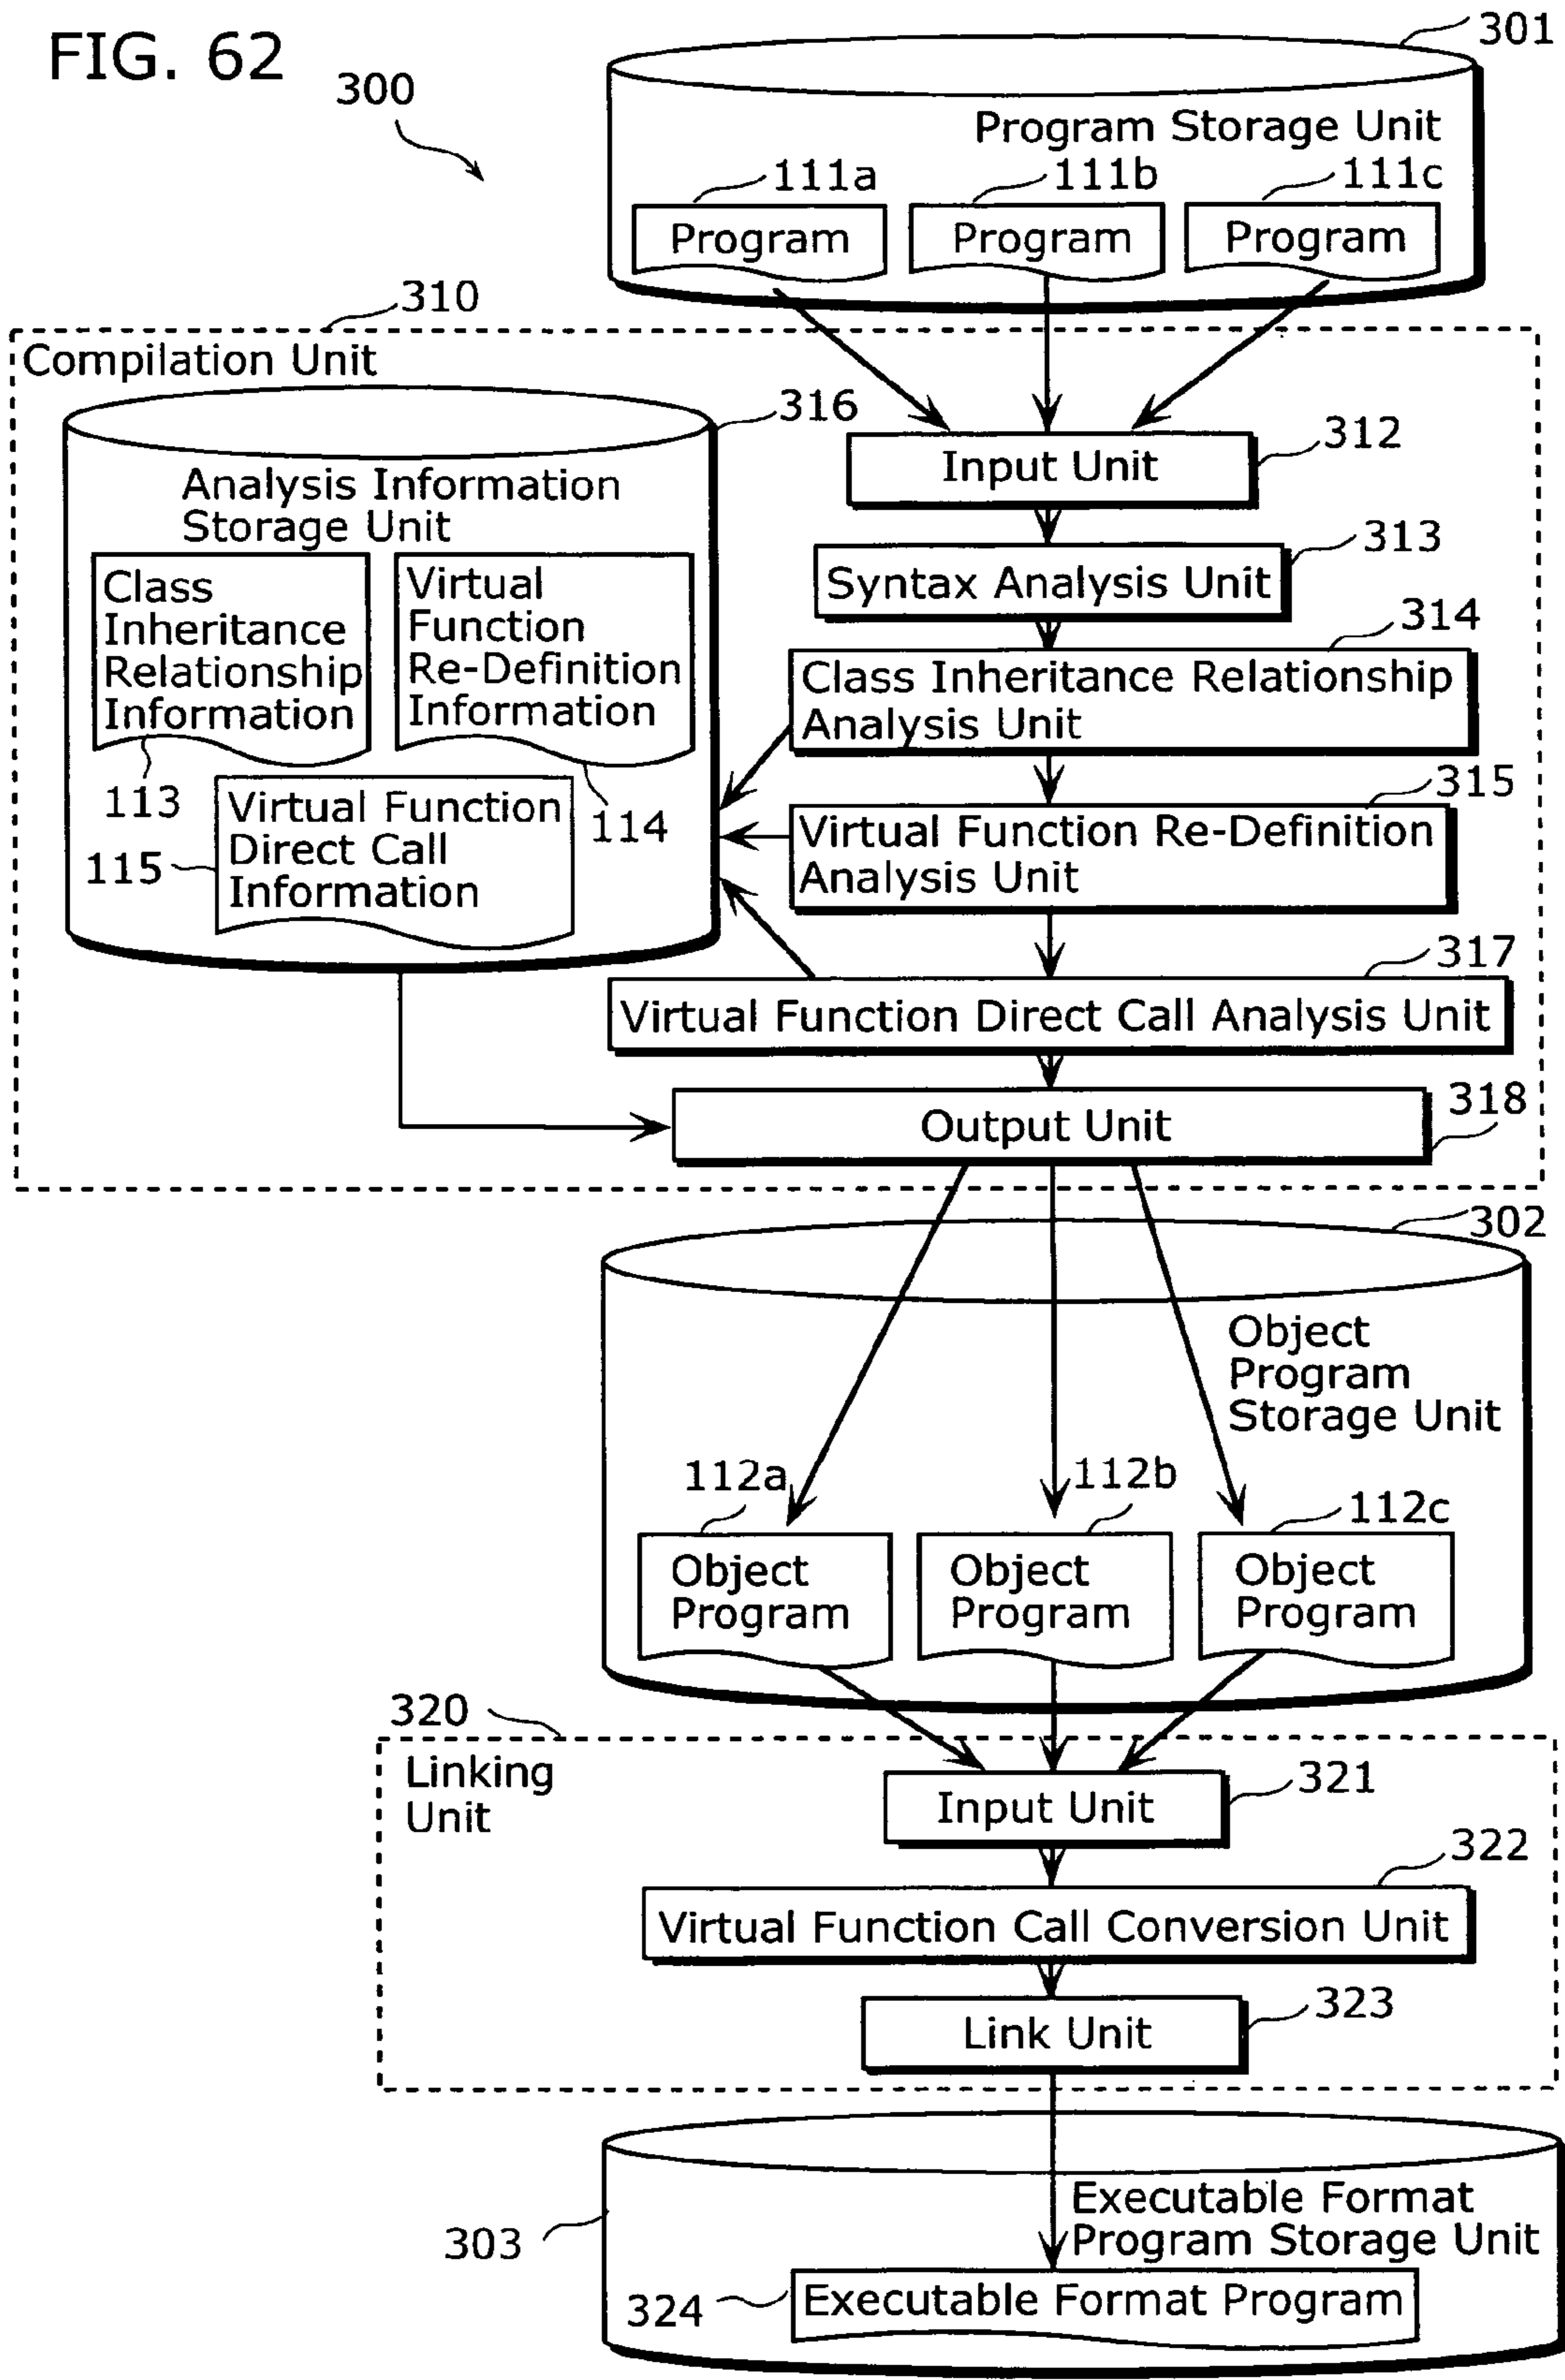 FIG. 62
300
301
Program Storage Unit
111a
111b
111c
Program
Program
Program
310
Compilation Unit
316
Analysis Information
Storage Unit
Class
Inheritance
Relationship
Information
Virtual
Function
Re-Definition
Information
113
114
Virtual Function
Direct Call
Information
115
312
Input Unit
313
Syntax Analysis Unit
314
Class Inheritance Relationship
Analysis Unit
315
Virtual Function Re-Definition
Analysis Unit
317
Virtual Function Direct Call Analysis Unit
318
Output Unit
302
Object
Program
Storage Unit
112a
112b
112c
Object
Program
Object
Program
Object
Program
320
Linking
Unit
321
Input Unit
322
Virtual Function Call Conversion Unit
323
Link Unit
303
Executable Format
Program Storage Unit
324
Executable Format Program